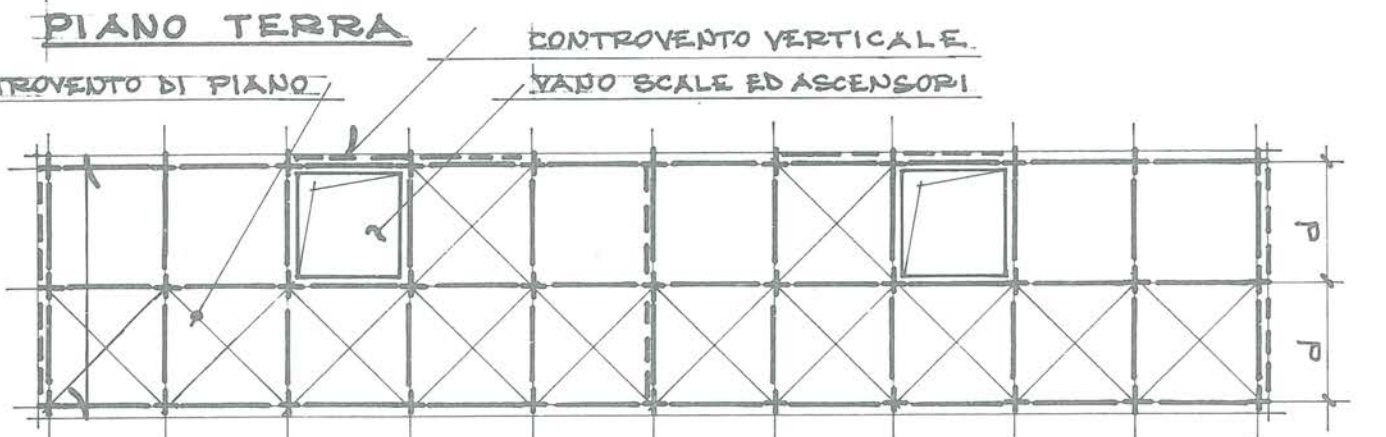 PIANO TERRA
CONTROVENTO VERTICALE
TROVENTO DI PIANO
VANO SCALE ED ASCENSORI
P
P